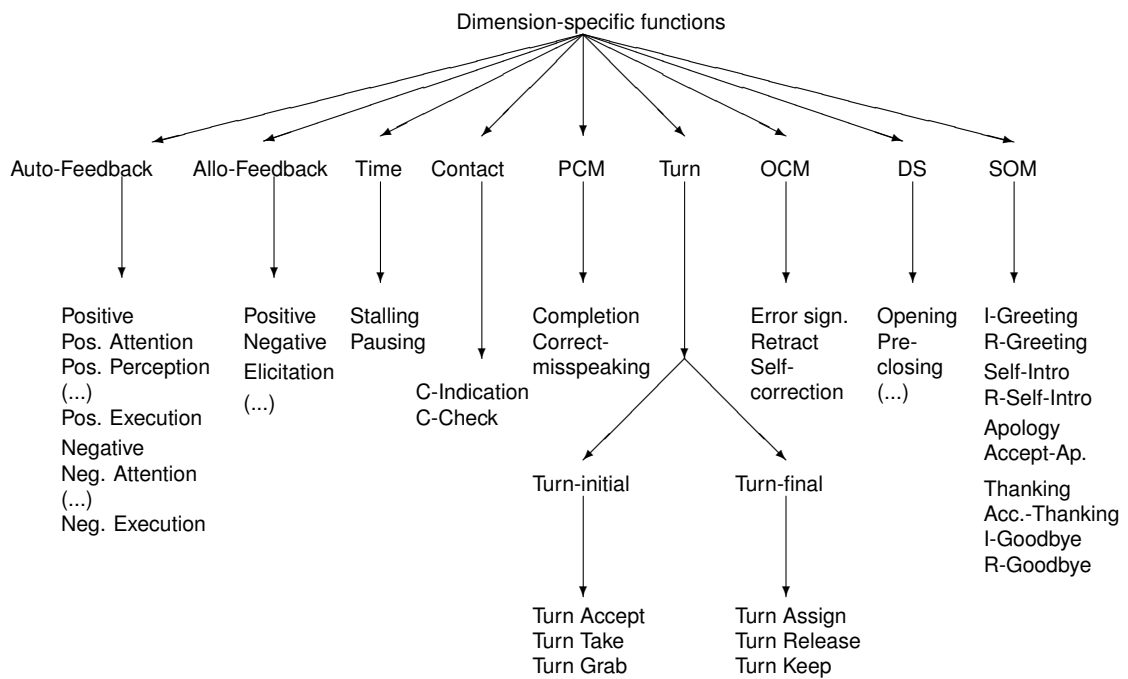 Dimension-specific functions
Auto-Feedback
Allo-Feedback
Time
Contact
PCM
Turn
OCM
DS
SOM
Positive
Pos. Attention
Pos. Perception
(...)
Pos. Execution
Negative
Neg. Attention
(...)
Neg. Execution
Positive
Negative
Elicitation
(...)
Stalling
Pausing
C-Indication
C-Check
Completion
Correct-
misspeaking
Turn-initial
Turn Accept
Turn Take
Turn Grab
Turn-final
Turn Assign
Turn Release
Turn Keep
Error sign.
Retract
Self-
correction
Opening
Pre-
closing
(...)
I-Greeting
R-Greeting
Self-Intro
R-Self-Intro
Apology
Accept-Ap.
Thanking
Acc.-Thanking
I-Goodbye
R-Goodbye